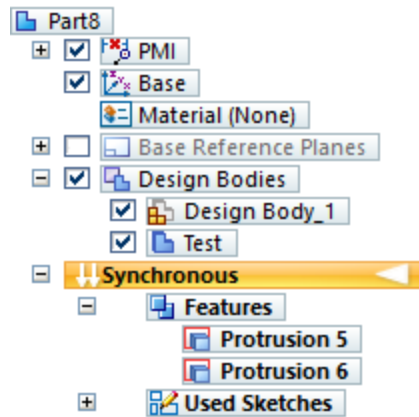 Part8
PMI
Base
Material (None)
Base Reference Planes
Design Bodies
Design Body_1
Test
Synchronous
Features
Protrusion 5
Protrusion 6
Used Sketches